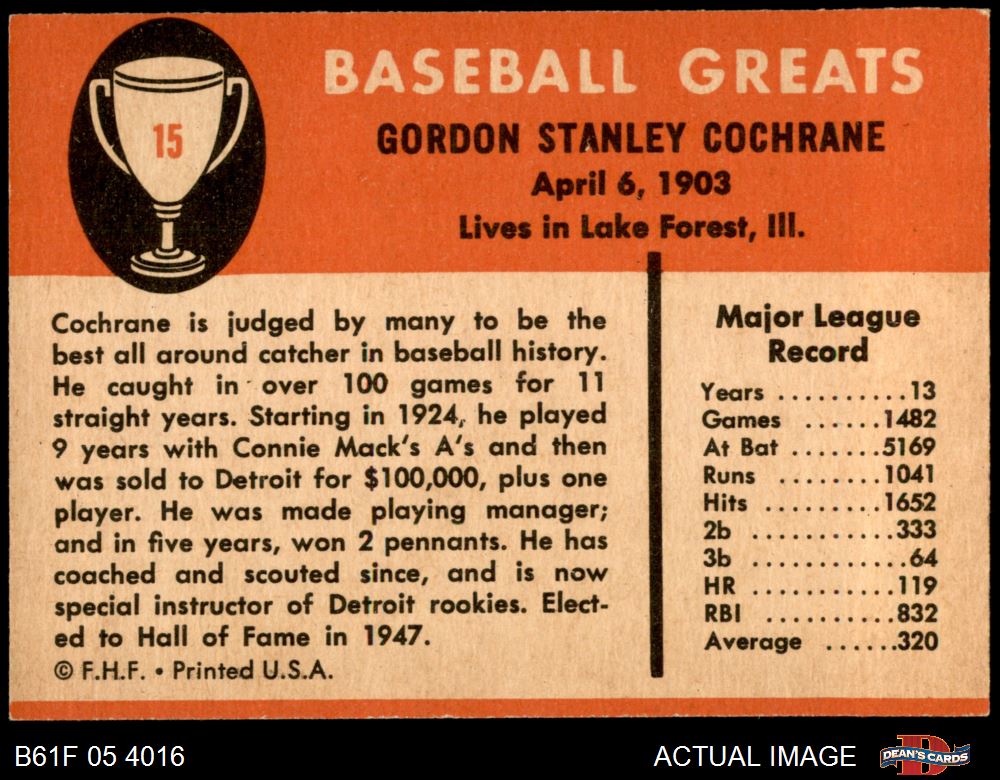 15
BASEBALL GREATS
GORDON STANLEY COCHRANE
April 6, 1903
Lives in Lake Forest, Ill.
Cochrane is judged by many to be the
best all around catcher in baseball history.
He caught in over 100 games for 11
straight years. Starting in 1924, he played
9 years with Connie Mack's A's and then
was sold to Detroit for $100,000, plus one
player. He was made playing manager;
and in five years, won 2 pennants. He has
coached and scouted since, and is now
special instructor of Detroit rookies. Elect-
ed to Hall of Fame in 1947.
© F.H.F. • Printed U.S.A.
Major League
Record
Years ..........13
Games ......1482
At Bat .......5169
Runs ........1041
Hits .........1652
2b ...........333
3b ............64
HR ...........119
RBI ..........832
Average ......320
B61F 05 4016
ACTUAL IMAGE
D
DEAN'S CARDS